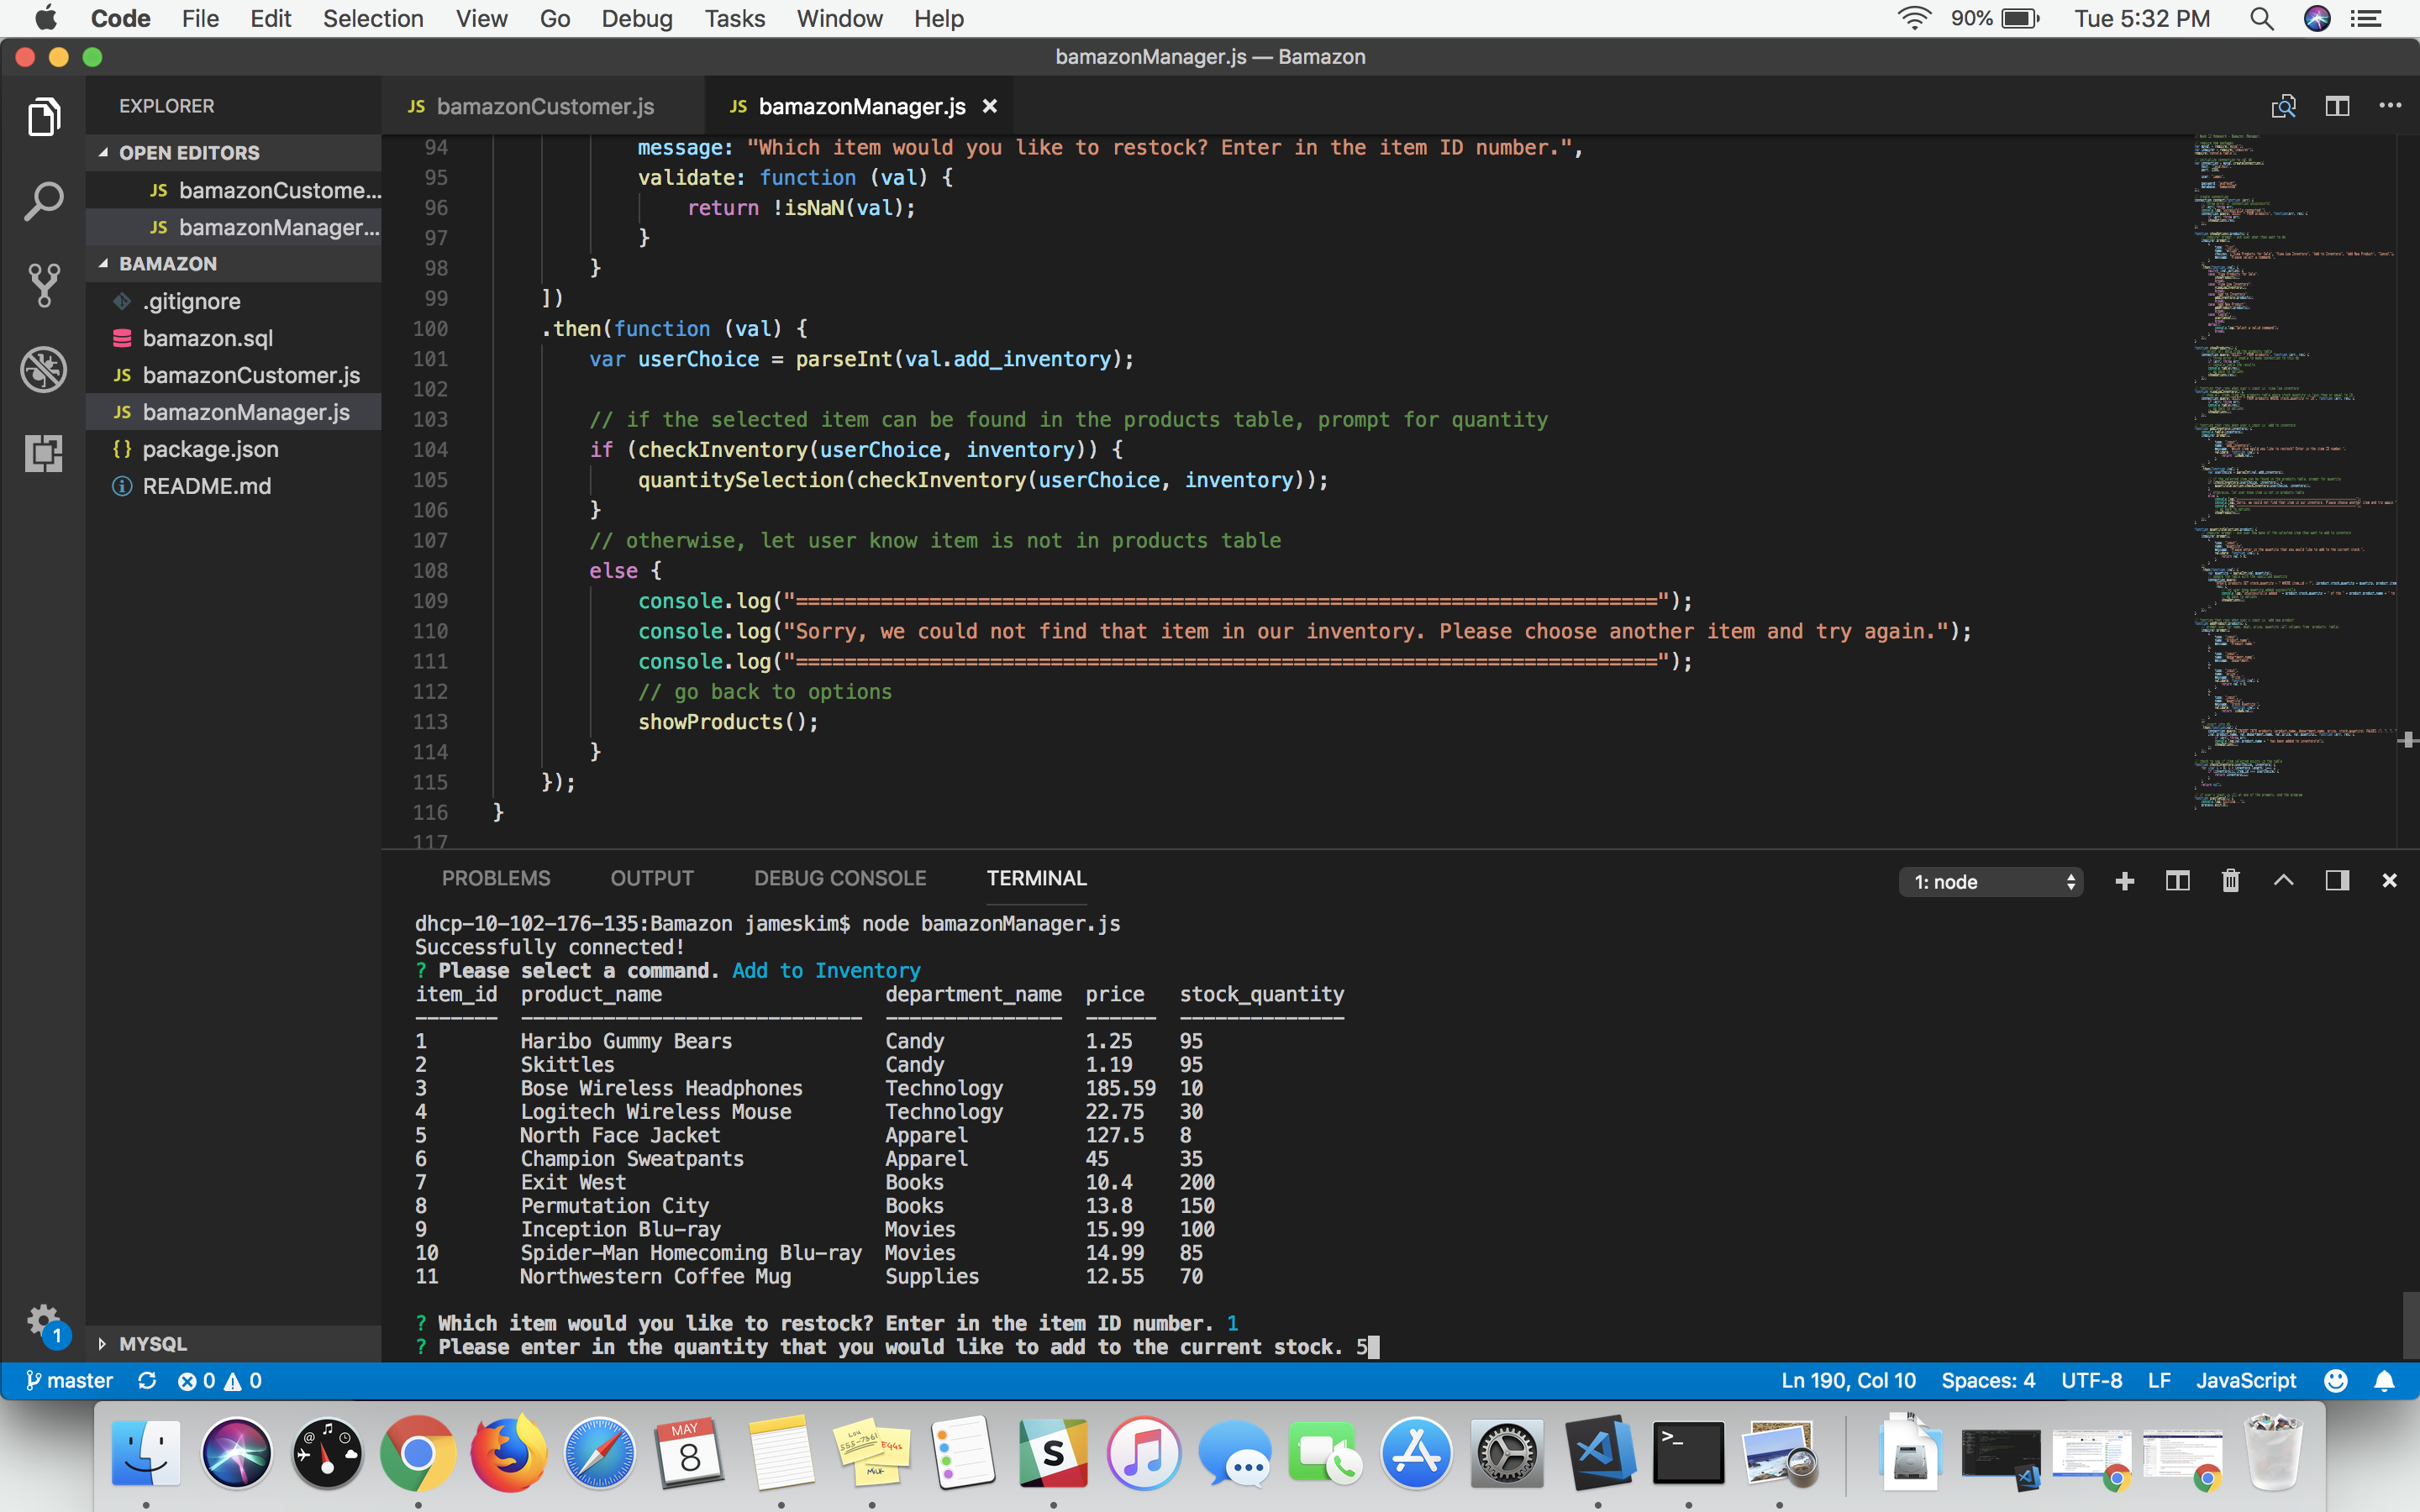 Code File Edit Selection View Go Debug Tasks Window Help 90% Tue 5:32 PM
bamazonManager.js — Bamazon
EXPLORER
OPEN EDITORS
JS bamazonCustome...
JS bamazonManager...
BAMAZON
.gitignore
bamazon.sql
JS bamazonCustomer.js
JS bamazonManager.js
{} package.json
README.md
MYSQL
1
JS bamazonCustomer.js JS bamazonManager.js
94 message: "Which item would you like to restock? Enter in the item ID number.",
95 validate: function (val) {
96 return !isNaN(val);
97 }
98 }
99 ])
100 .then(function (val) {
101 var userChoice = parseInt(val.add_inventory);
102
103 // if the selected item can be found in the products table, prompt for quantity
104 if (checkInventory(userChoice, inventory)) {
105 quantitySelection(checkInventory(userChoice, inventory));
106 }
107 // otherwise, let user know item is not in products table
108 else {
109 console.log("=======================================================================");
110 console.log("Sorry, we could not find that item in our inventory. Please choose another item and try again.");
111 console.log("=======================================================================");
112 // go back to options
113 showProducts();
114 }
115 });
116 }
117
PROBLEMS OUTPUT DEBUG CONSOLE TERMINAL 1: node
dhcp-10-102-176-135:Bamazon jameskim$ node bamazonManager.js
Successfully connected!
? Please select a command. Add to Inventory
item_id product_name department_name price stock_quantity
------- ----------------------------- --------------- ------ --------------
1 Haribo Gummy Bears Candy 1.25 95
2 Skittles Candy 1.19 95
3 Bose Wireless Headphones Technology 185.59 10
4 Logitech Wireless Mouse Technology 22.75 30
5 North Face Jacket Apparel 127.5 8
6 Champion Sweatpants Apparel 45 35
7 Exit West Books 10.4 200
8 Permutation City Books 13.8 150
9 Inception Blu-ray Movies 15.99 100
10 Spider-Man Homecoming Blu-ray Movies 14.99 85
11 Northwestern Coffee Mug Supplies 12.55 70
? Which item would you like to restock? Enter in the item ID number. 1
? Please enter in the quantity that you would like to add to the current stock. 5
master 0 0 Ln 190, Col 10 Spaces: 4 UTF-8 LF JavaScript
MAY
8
EGGS
MILK
S
>_